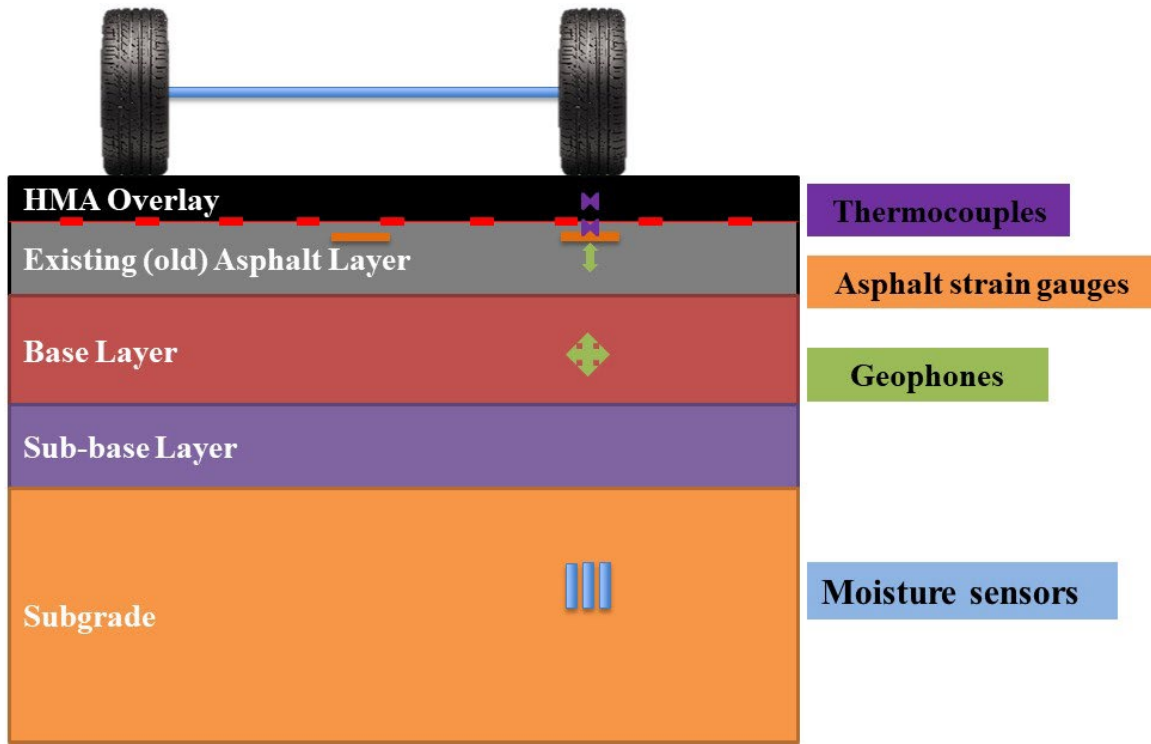 HMA Overlay
Thermocouples
Existing (old) Asphalt Layer
Asphalt strain gauges
Base Layer
Geophones
Sub-base Layer
Moisture sensors
Subgrade